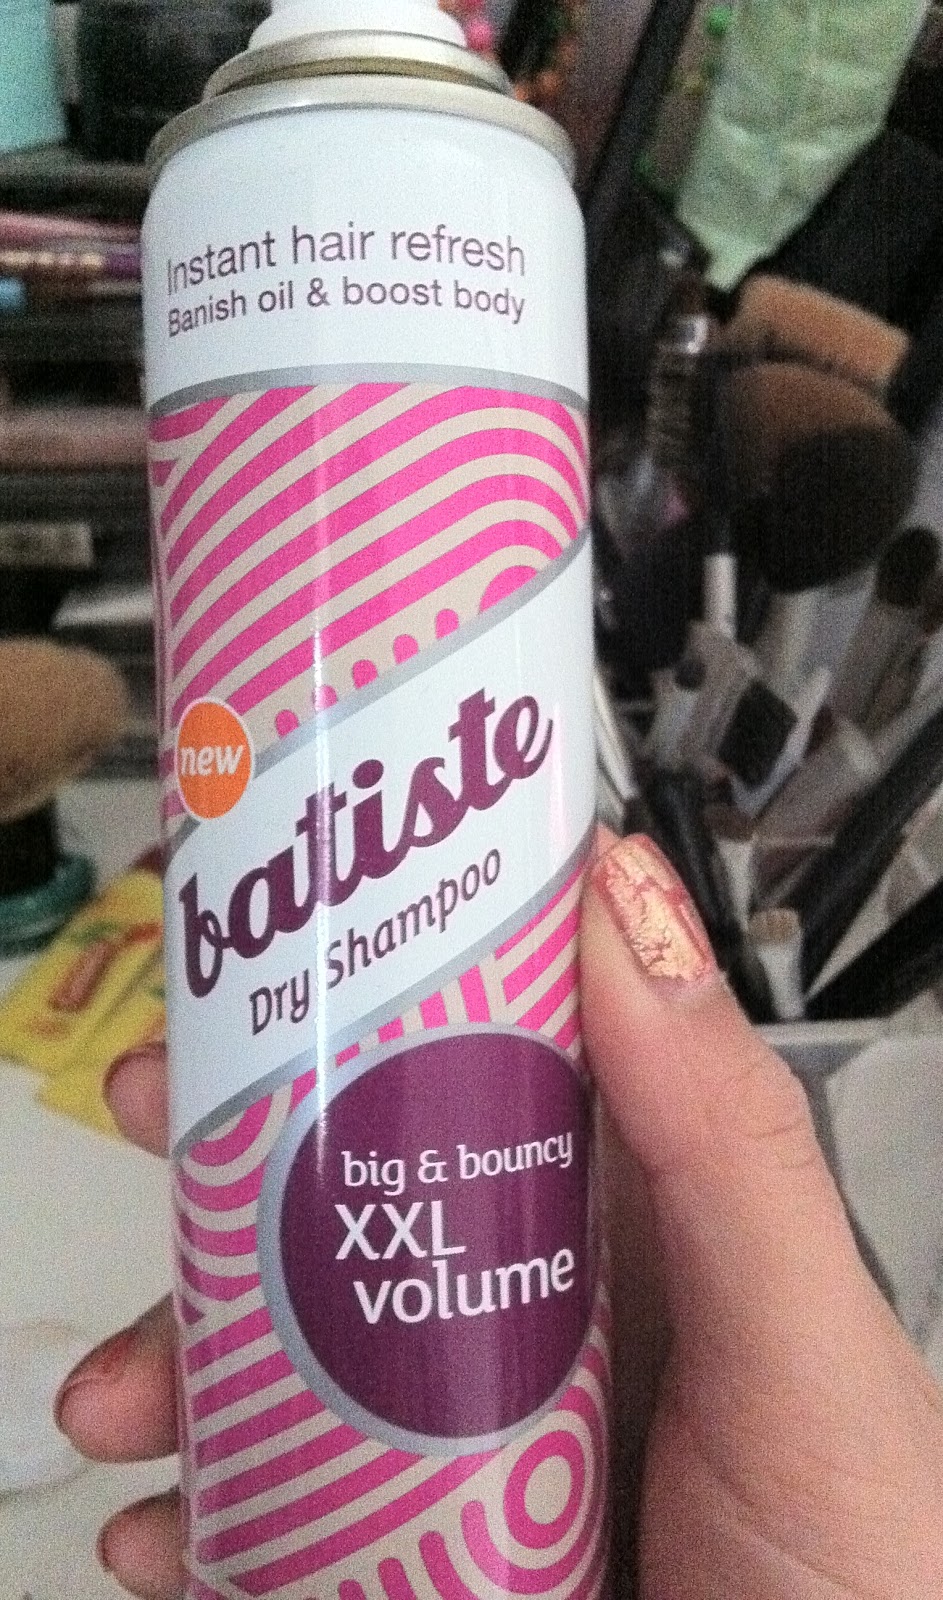 Instant hair refresh
Banish oil & boost body
new
batiste
Dry Shampoo
big & bouncy
XXL
volume